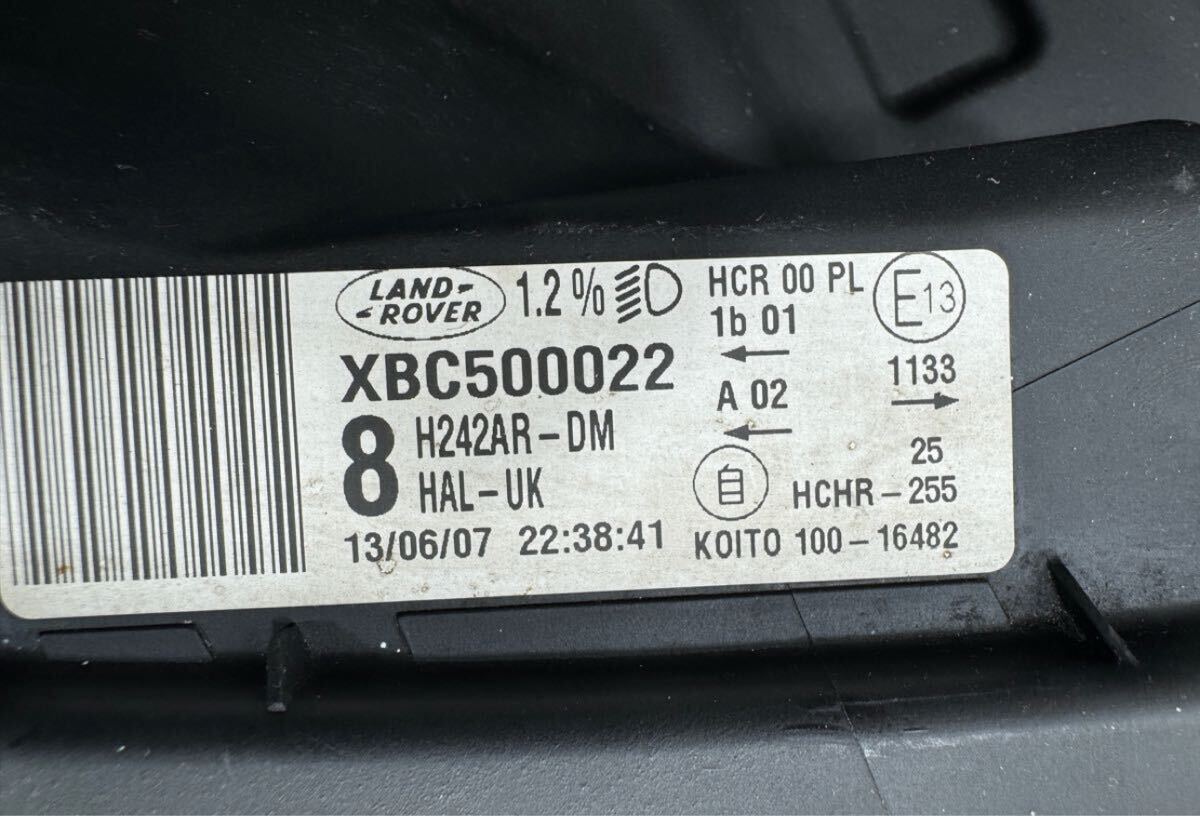 LAND-
ROVER
1.2%
XBC500022
8
H242AR-DM
HAL-UK
13/06/07 22:38:41
HCR 00 PL
1b 01
←
A 02
←
自
E13
1133
→
25
HCHR-255
KOITO 100-16482